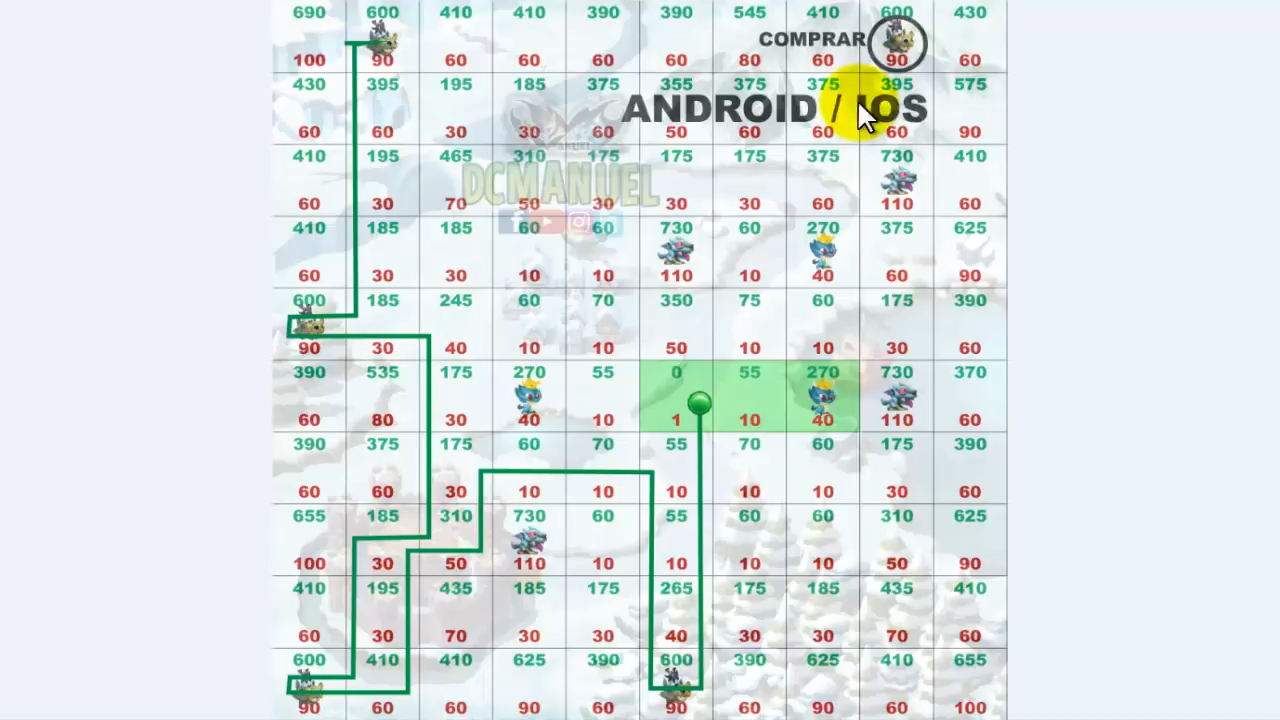 690 600 410 410 390 390 545 410 600 430
COMPRAR
100 90 60 60 60 60 80 60 90 60
430 395 195 185 375 355 375 375 395 575
ANDROID / IOS
60 60 30 30 60 50 60 60 60 90
410 195 465 310 175 175 175 375 730 410
DCMANUEL
60 30 70 50 30 30 30 60 110 60
410 185 185 60 60 730 60 270 375 625
60 30 30 10 10 110 10 40 60 90
600 185 245 60 70 350 75 60 175 390
90 30 40 10 10 50 10 10 30 60
390 535 175 270 55 0 55 270 730 370
60 80 30 40 10 1 10 40 110 60
390 375 175 60 70 55 70 60 175 390
60 60 30 10 10 10 10 10 30 60
655 185 310 730 60 55 60 60 310 625
100 30 50 110 10 10 10 10 50 90
410 195 435 185 175 265 175 185 435 410
60 30 70 30 30 40 30 30 70 60
600 410 410 625 390 600 390 625 410 655
90 60 60 90 60 90 60 90 60 100